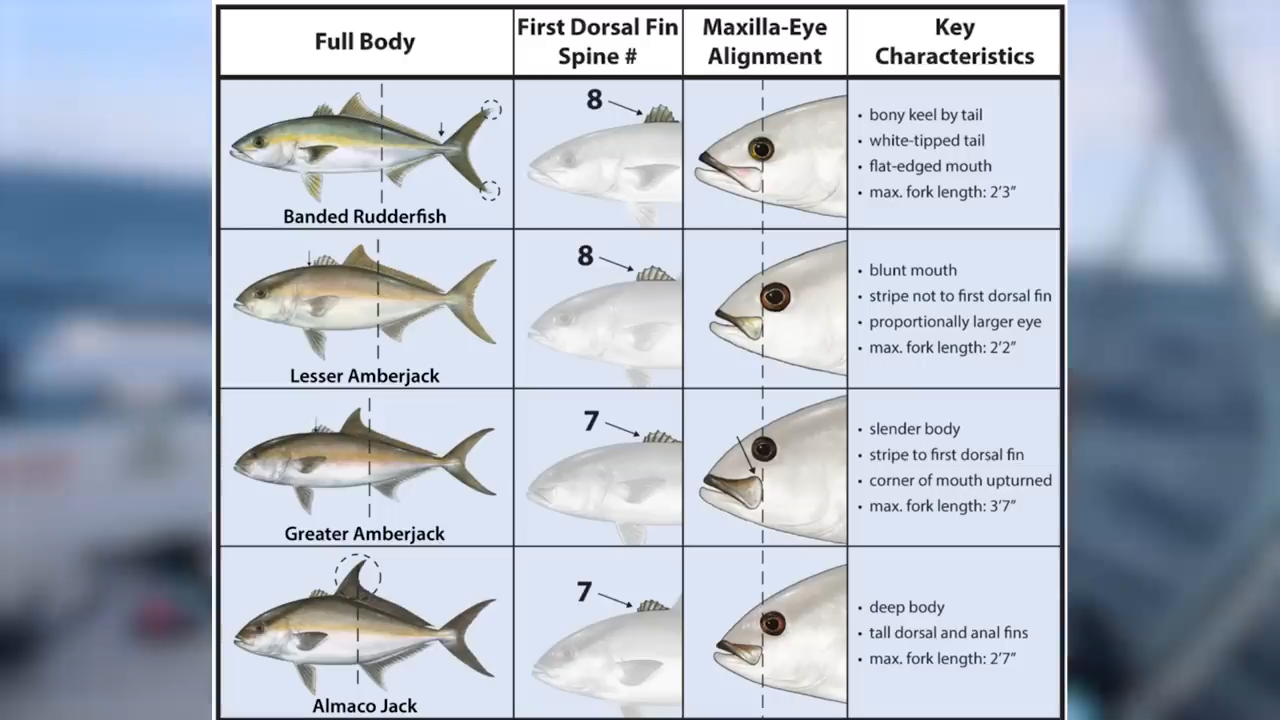 Full Body
First Dorsal Fin
Spine #
Maxilla-Eye
Alignment
Key
Characteristics
Banded Rudderfish
8
• bony keel by tail
• white-tipped tail
• flat-edged mouth
• max. fork length: 2'3"
Lesser Amberjack
8
• blunt mouth
• stripe not to first dorsal fin
• proportionally larger eye
• max. fork length: 2'2"
Greater Amberjack
7
• slender body
• stripe to first dorsal fin
• corner of mouth upturned
• max. fork length: 3'7"
Almaco Jack
7
• deep body
• tall dorsal and anal fins
• max. fork length: 2'7"